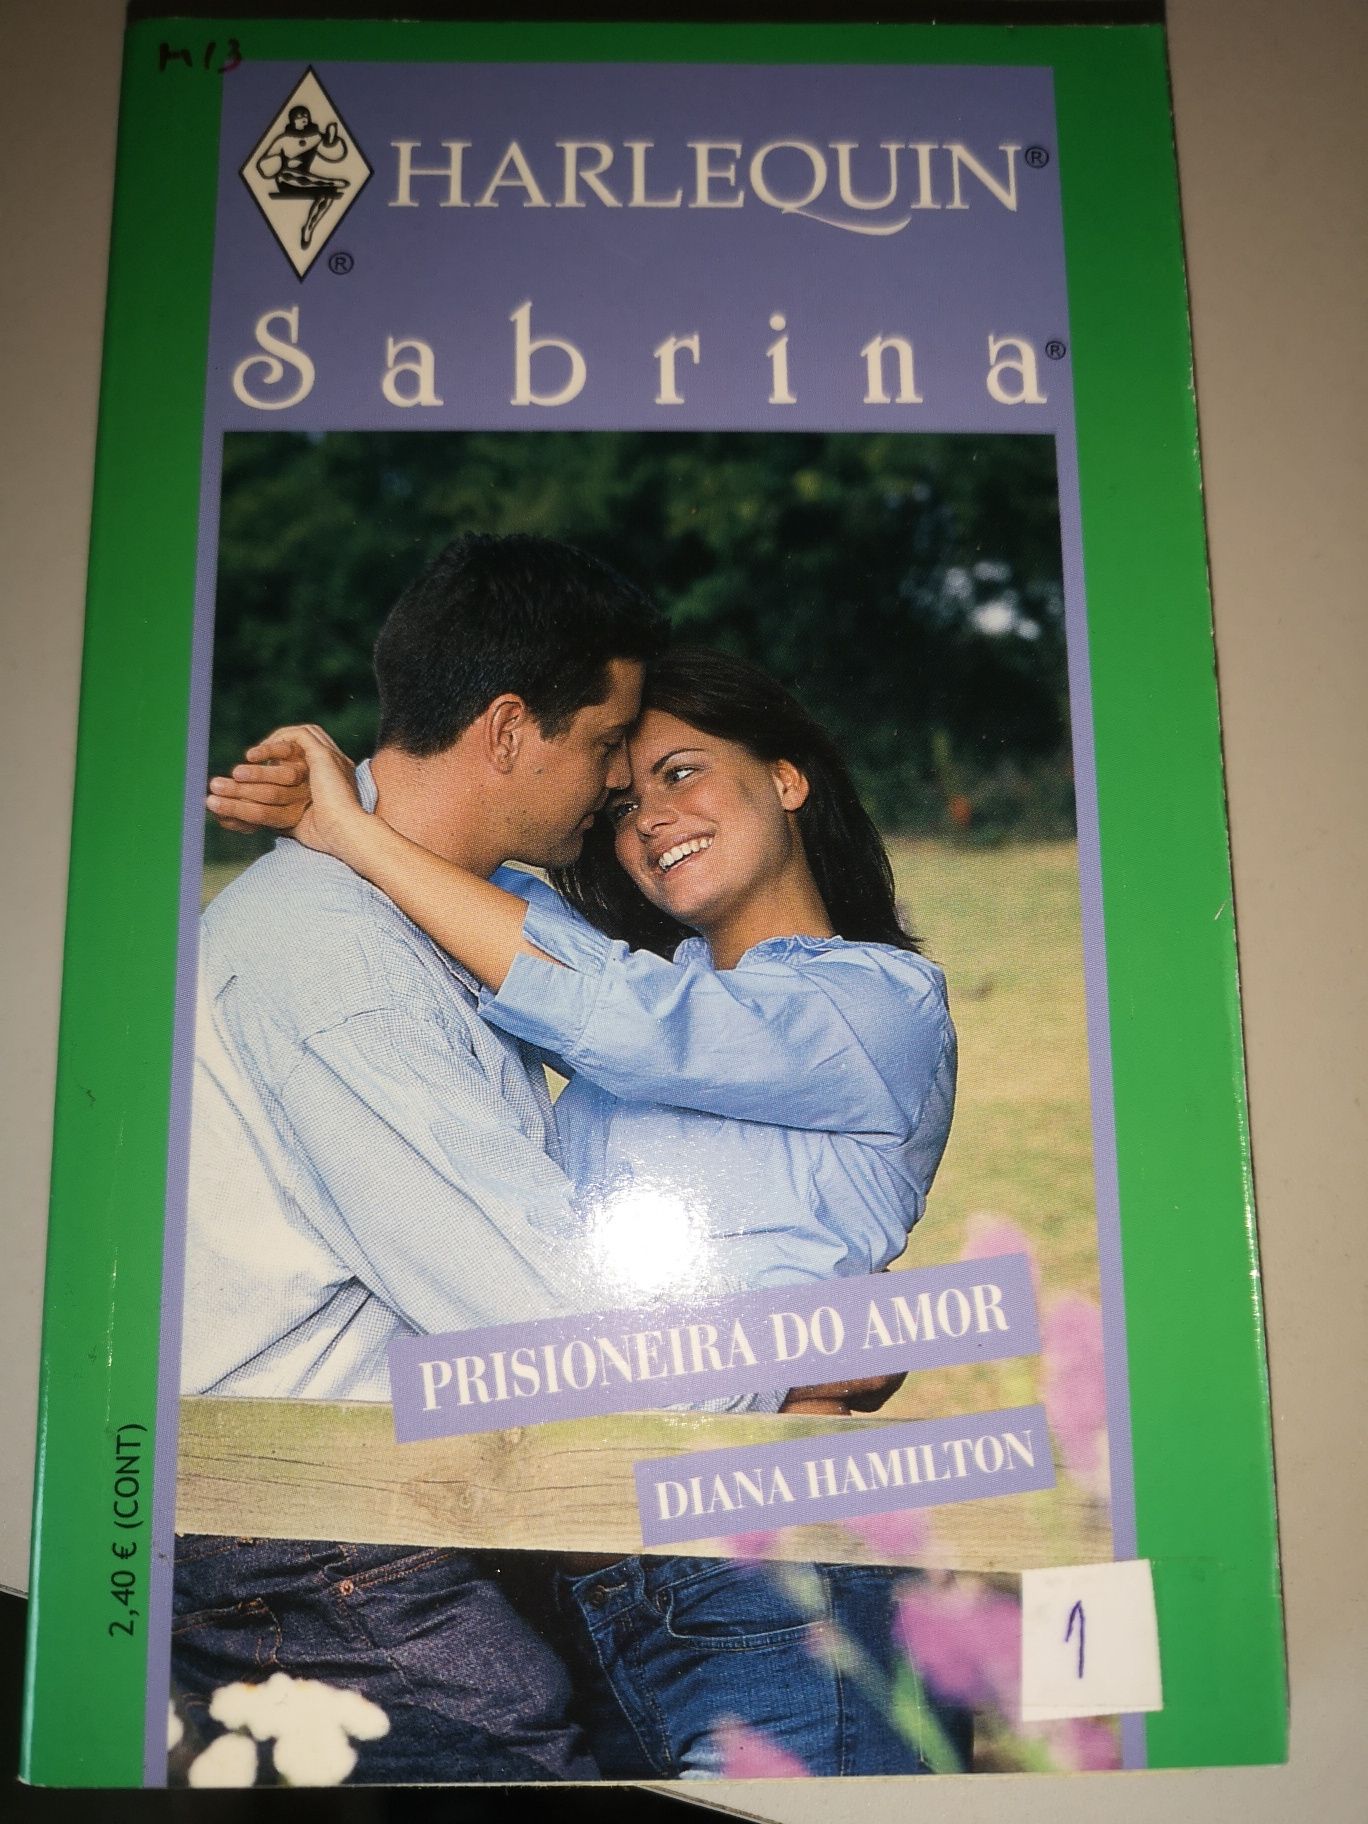 M13
HARLEQUIN®
®
Sabrina®
PRISIONEIRA DO AMOR
DIANA HAMILTON
2,40 € (CONT)
1